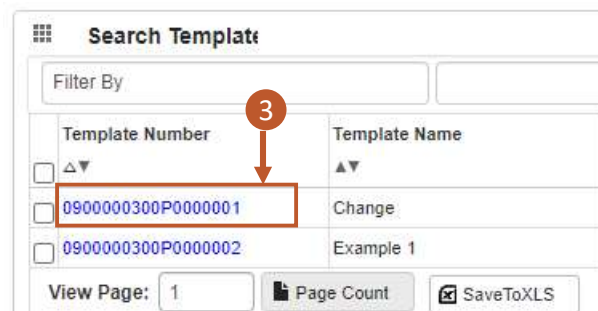 Search Template
Filter By
3
Template Number Template Name
0900000300P0000001 Change
0900000300P0000002 Example 1
View Page: 1 Page Count SaveToXLS